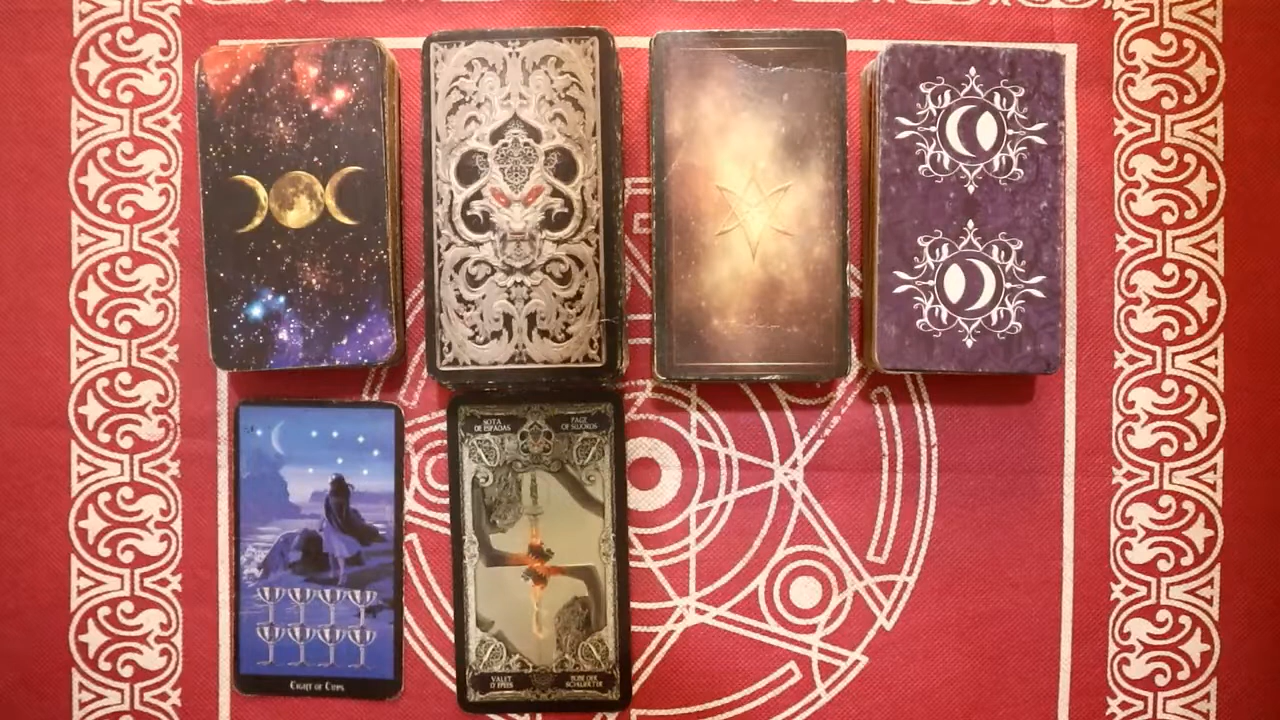 SOTA
DE ESPADAS
PAGE
OF SWORDS
EIGHT OF CUPS
VALET
D'EPEES
BUBE DER
SCHWERTER